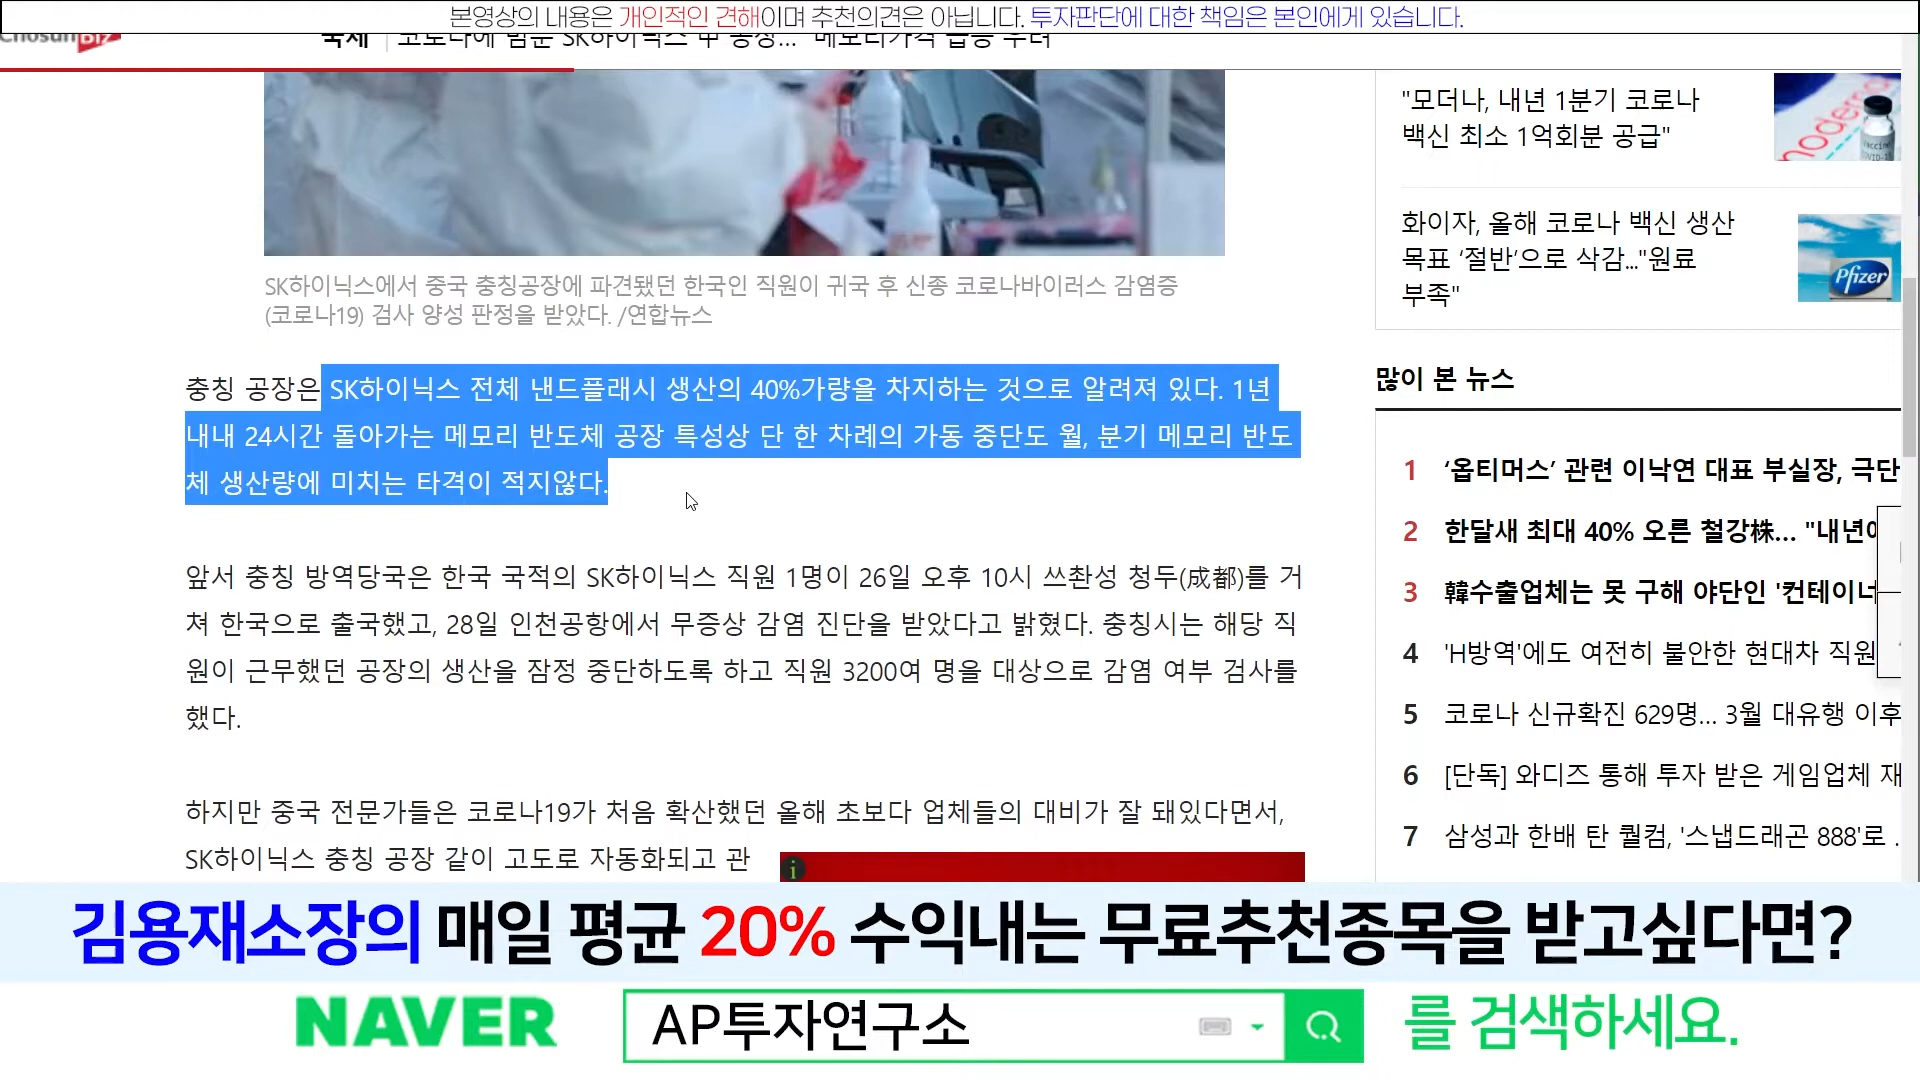 본영상의 내용은 개인적인 견해이며 추천의견은 아닙니다. 투자판단에 대한 책임은 본인에게 있습니다.
ChosunBiz
국제 | 코로나에 멈춘 SK하이닉스 中 공장... "메모리가격 급등 우려"
SK하이닉스에서 중국 충칭공장에 파견됐던 한국인 직원이 귀국 후 신종 코로나바이러스 감염증
(코로나19) 검사 양성 판정을 받았다. /연합뉴스
충칭 공장은 SK하이닉스 전체 낸드플래시 생산의 40%가량을 차지하는 것으로 알려져 있다. 1년
내내 24시간 돌아가는 메모리 반도체 공장 특성상 단 한 차례의 가동 중단도 월, 분기 메모리 반도
체 생산량에 미치는 타격이 적지않다.
앞서 충칭 방역당국은 한국 국적의 SK하이닉스 직원 1명이 26일 오후 10시 쓰촨성 청두(成都)를 거
쳐 한국으로 출국했고, 28일 인천공항에서 무증상 감염 진단을 받았다고 밝혔다. 충칭시는 해당 직
원이 근무했던 공장의 생산을 잠정 중단하도록 하고 직원 3200여 명을 대상으로 감염 여부 검사를
했다.
하지만 중국 전문가들은 코로나19가 처음 확산했던 올해 초보다 업체들의 대비가 잘 돼있다면서,
SK하이닉스 충칭 공장 같이 고도로 자동화되고 관
"모더나, 내년 1분기 코로나
백신 최소 1억회분 공급"
moderna
화이자, 올해 코로나 백신 생산
목표 ‘절반’으로 삭감..."원료
부족"
Pfizer
많이 본 뉴스
1 ‘옵티머스’ 관련 이낙연 대표 부실장, 극단
2 한달새 최대 40% 오른 철강株... "내년에
3 韓수출업체는 못 구해 야단인 '컨테이너
4 'H방역'에도 여전히 불안한 현대차 직원
5 코로나 신규확진 629명... 3월 대유행 이후
6 [단독] 와디즈 통해 투자 받은 게임업체 재
7 삼성과 한배 탄 퀄컴, '스냅드래곤 888'로 .
김용재소장의 매일 평균 20% 수익내는 무료추천종목을 받고싶다면?
NAVER AP투자연구소 를 검색하세요.